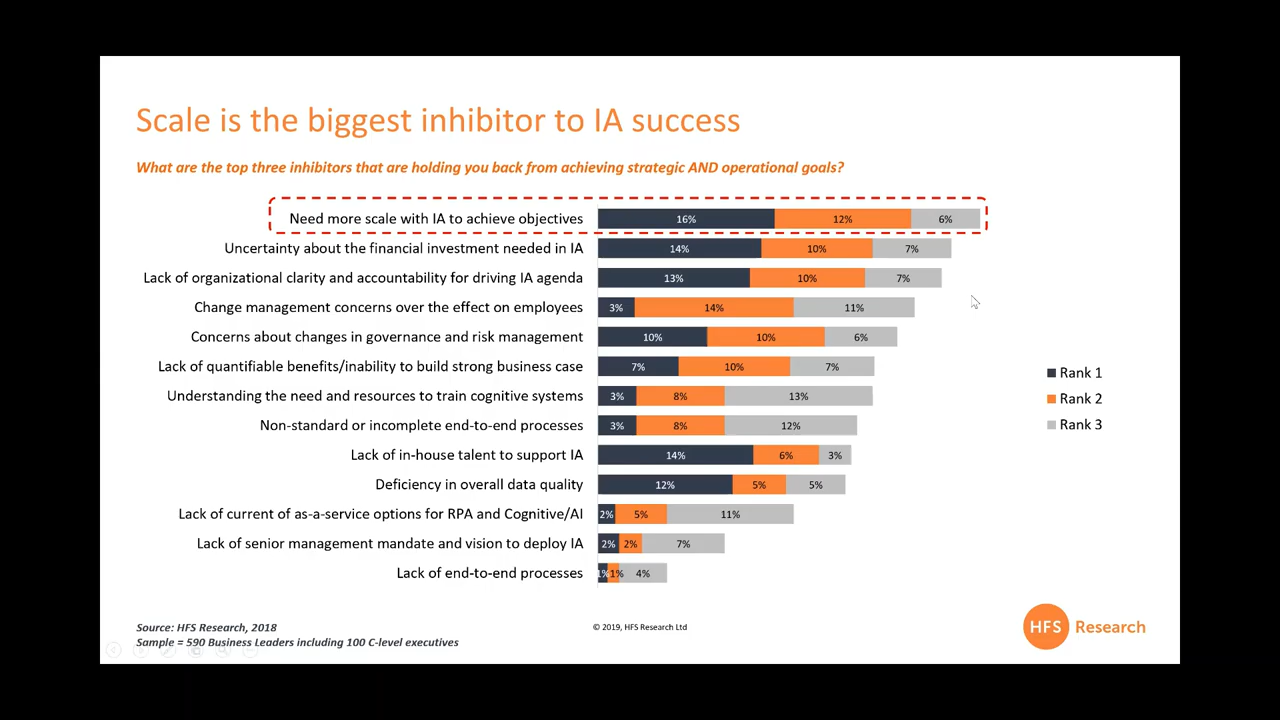 Scale is the biggest inhibitor to IA success
What are the top three inhibitors that are holding you back from achieving strategic AND operational goals?
Need more scale with IA to achieve objectives 16% 12% 6%
Uncertainty about the financial investment needed in IA 14% 10% 7%
Lack of organizational clarity and accountability for driving IA agenda 13% 10% 7%
Change management concerns over the effect on employees 3% 14% 11%
Concerns about changes in governance and risk management 10% 10% 6%
Lack of quantifiable benefits/inability to build strong business case 7% 10% 7%
Understanding the need and resources to train cognitive systems 3% 8% 13%
Non-standard or incomplete end-to-end processes 3% 8% 12%
Lack of in-house talent to support IA 14% 6% 3%
Deficiency in overall data quality 12% 5% 5%
Lack of current of as-a-service options for RPA and Cognitive/AI 2% 5% 11%
Lack of senior management mandate and vision to deploy IA 2% 2% 7%
Lack of end-to-end processes 1% 1% 4%
Rank 1
Rank 2
Rank 3
Source: HFS Research, 2018
Sample = 590 Business Leaders including 100 C-level executives
© 2019, HFS Research Ltd
HFS Research